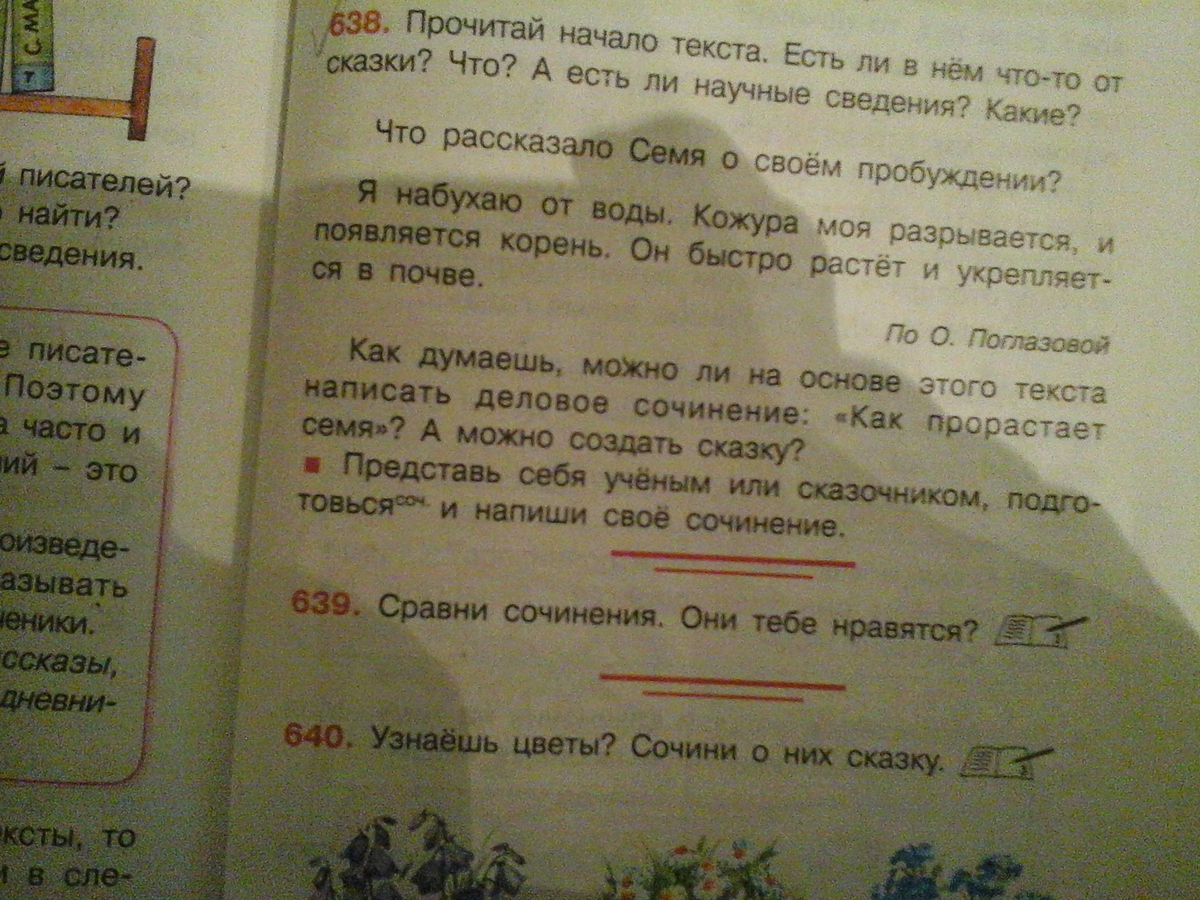 С. МА
Т
й писателей?
о найти?
сведения.
е писате-
Поэтому
а часто и
ний – это
оизведе-
азывать
ченики.
ссказы,
дневни-
ксты, то
и в сле-
638. Прочитай начало текста. Есть ли в нём что-то от
сказки? Что? А есть ли научные сведения? Какие?
Что рассказало Семя о своём пробуждении?
Я набухаю от воды. Кожура моя разрывается, и
появляется корень. Он быстро растёт и укрепляет-
ся в почве.
По О. Поглазовой
Как думаешь, можно ли на основе этого текста
написать деловое сочинение: «Как прорастает
семя»? А можно создать сказку?
Представь себя учёным или сказочником, подго-
товьсясоч. и напиши своё сочинение.
639. Сравни сочинения. Они тебе нравятся?
640. Узнаёшь цветы? Сочини о них сказку.